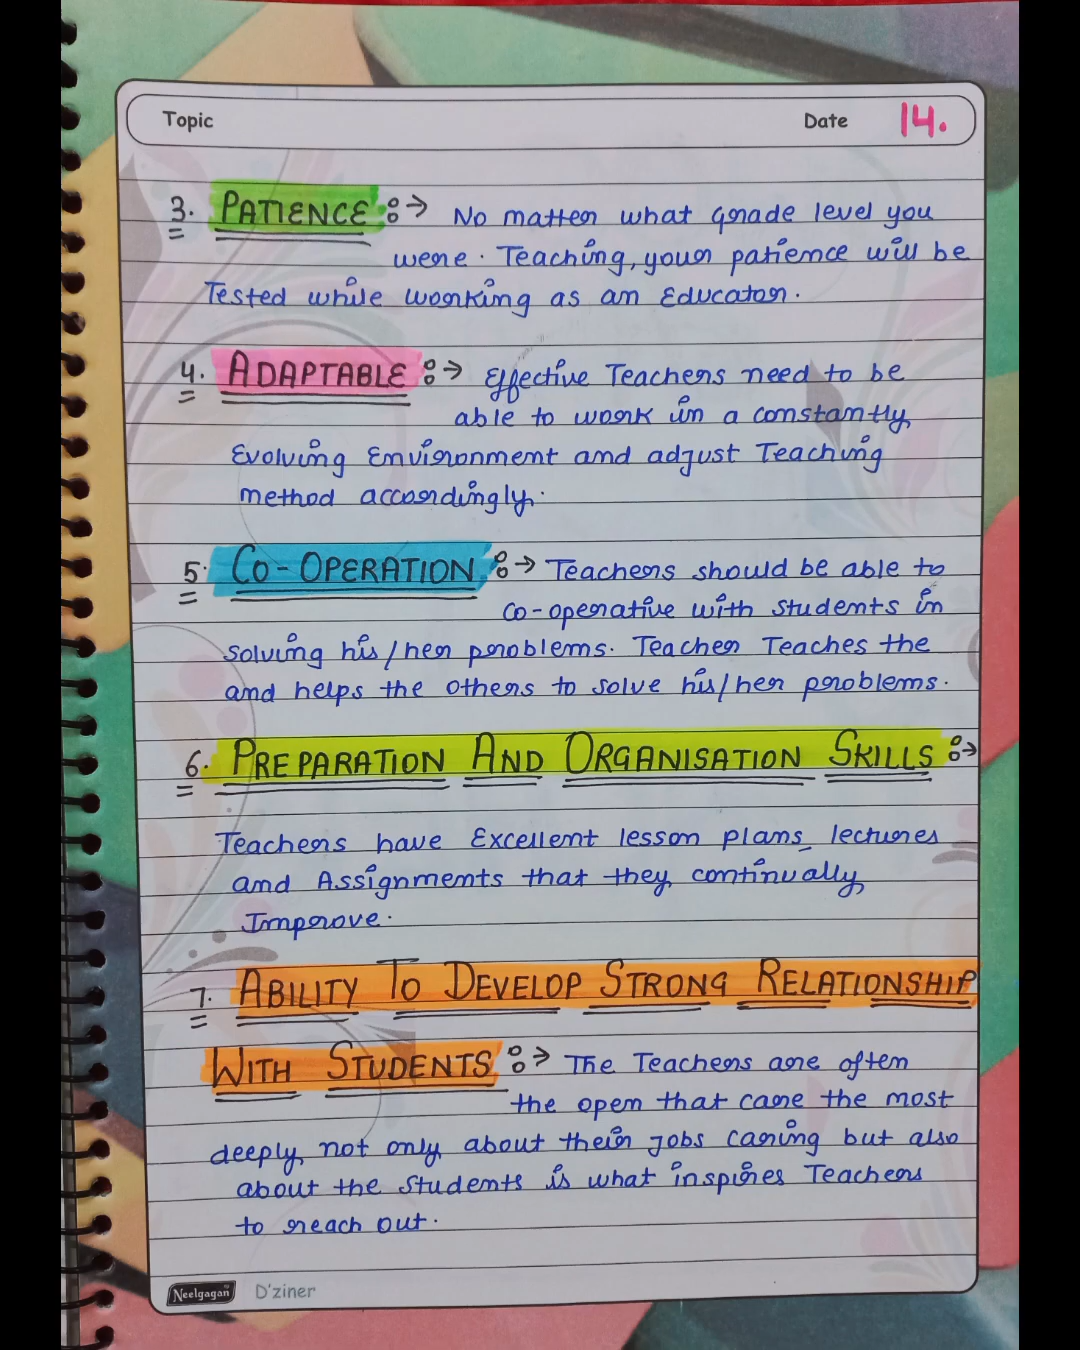 Topic
Date 14.
3. PATIENCE :→ No matter what grade level you
were. Teaching, your patience will be
Tested while working as an Educator.
4. ADAPTABLE :→ Effective Teachers need to be
able to work in a constantly
Evolving Environment and adjust Teaching
method accordingly.
5. CO-OPERATION :→ Teachers should be able to
co-operative with students in
solving his/her problems. Teacher Teaches the
and helps the others to solve his/her problems.
6. PREPARATION AND ORGANISATION SKILLS :→
Teachers have Excellent lesson plans, lectures
and Assignments that they continually
Improve.
7. ABILITY TO DEVELOP STRONG RELATIONSHIP
WITH STUDENTS :→ The Teachers are often
the open that care the most
deeply, not only about their jobs caring but also
about the students is what inspires Teachers
to reach out.
Neelgagan D'ziner